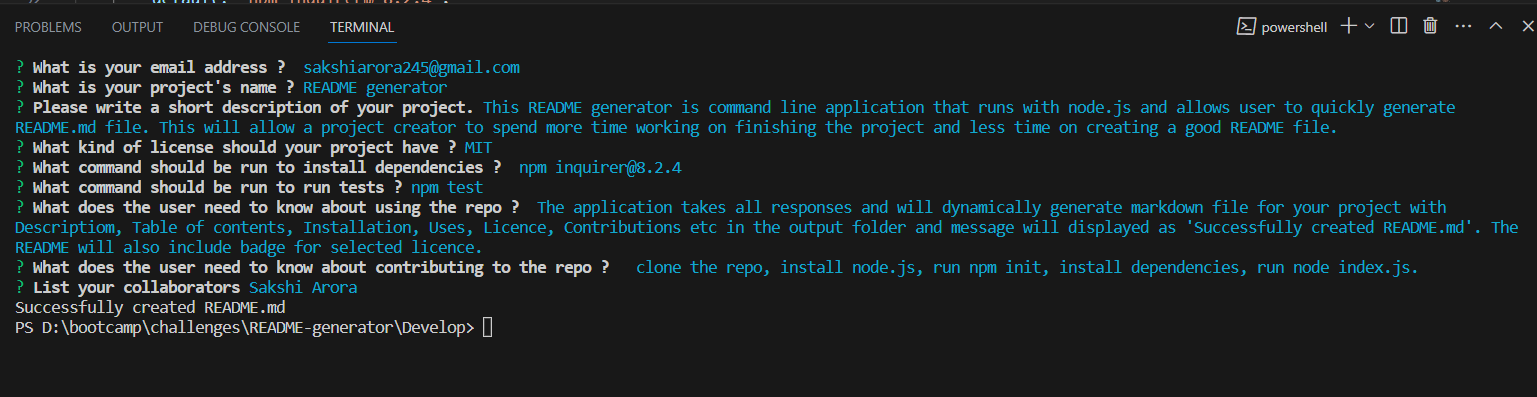 PROBLEMS OUTPUT DEBUG CONSOLE TERMINAL powershell
? What is your email address ?  sakshiarora245@gmail.com
? What is your project's name ? README generator
? Please write a short description of your project. This README generator is command line application that runs with node.js and allows user to quickly generate
README.md file. This will allow a project creator to spend more time working on finishing the project and less time on creating a good README file.
? What kind of license should your project have ? MIT
? What command should be run to install dependencies ?  npm inquirer@8.2.4
? What command should be run to run tests ? npm test
? What does the user need to know about using the repo ?  The application takes all responses and will dynamically generate markdown file for your project with
Descriptiom, Table of contents, Installation, Uses, Licence, Contributions etc in the output folder and message will displayed as 'Successfully created README.md'. The
README will also include badge for selected licence.
? What does the user need to know about contributing to the repo ?   clone the repo, install node.js, run npm init, install dependencies, run node index.js.
? List your collaborators Sakshi Arora
Successfully created README.md
PS D:\bootcamp\challenges\README-generator\Develop>